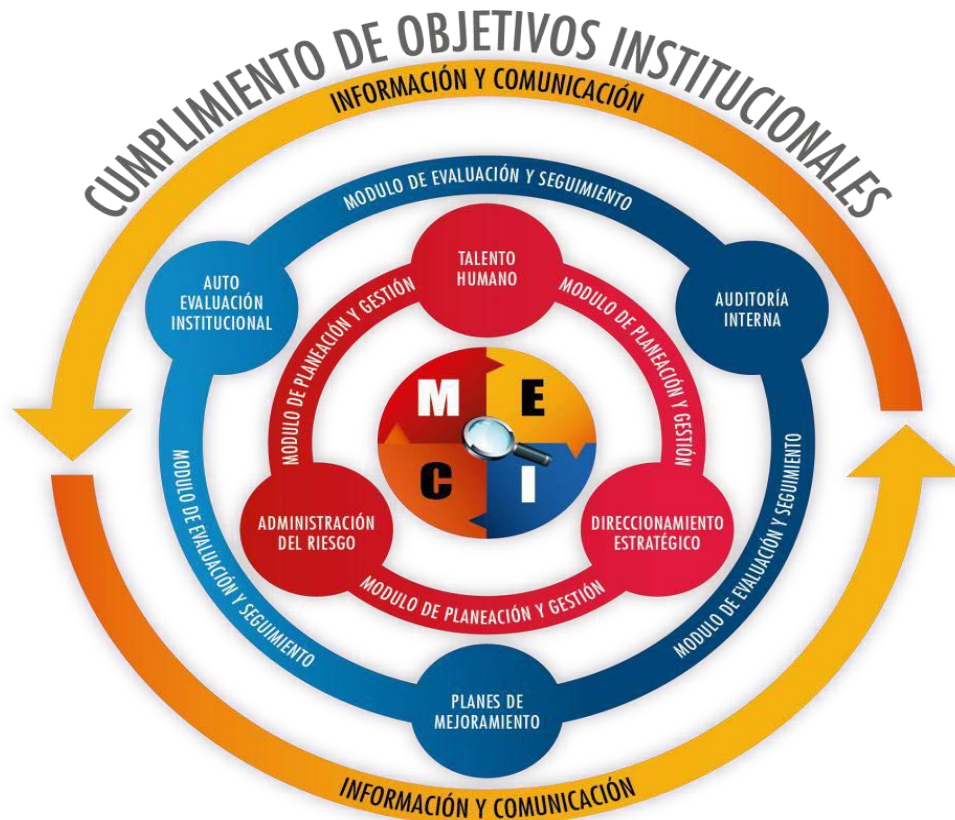 CUMPLIMIENTO DE OBJETIVOS INSTITUCIONALES
INFORMACIÓN Y COMUNICACIÓN
MODULO DE EVALUACIÓN Y SEGUIMIENTO
AUTO
EVALUACIÓN
INSTITUCIONAL
TALENTO
HUMANO
AUDITORÍA
INTERNA
MODULO DE PLANEACIÓN Y GESTIÓN
MODULO DE PLANEACIÓN Y GESTIÓN
M E
C I
ADMINISTRACIÓN
DEL RIESGO
DIRECCIONAMIENTO
ESTRATÉGICO
MODULO DE PLANEACIÓN Y GESTIÓN
MODULO DE EVALUACIÓN Y SEGUIMIENTO
MODULO DE EVALUACIÓN Y SEGUIMIENTO
PLANES DE
MEJORAMIENTO
INFORMACIÓN Y COMUNICACIÓN